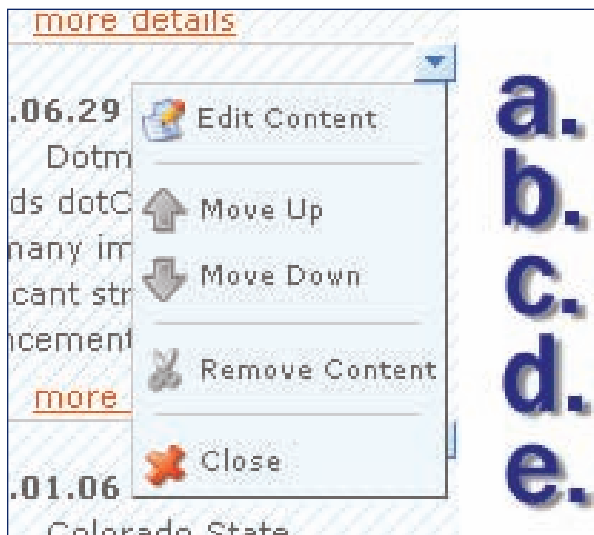 more details
.06.29
Edit Content
Dotm
ds dotC
Move Up
many im
Move Down
cant str
ncement
Remove Content
more
Close
.01.06
Colorado State
a.
b.
c.
d.
e.